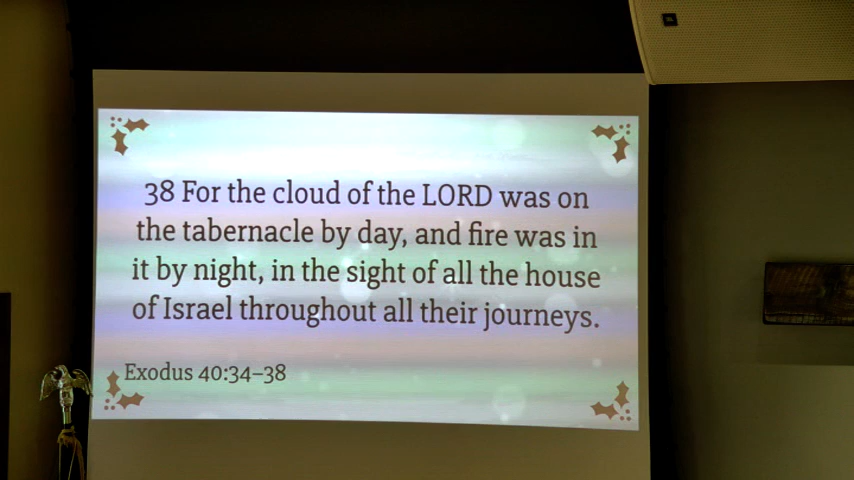 38 For the cloud of the LORD was on
the tabernacle by day, and fire was in
it by night, in the sight of all the house
of Israel throughout all their journeys.
Exodus 40:34–38